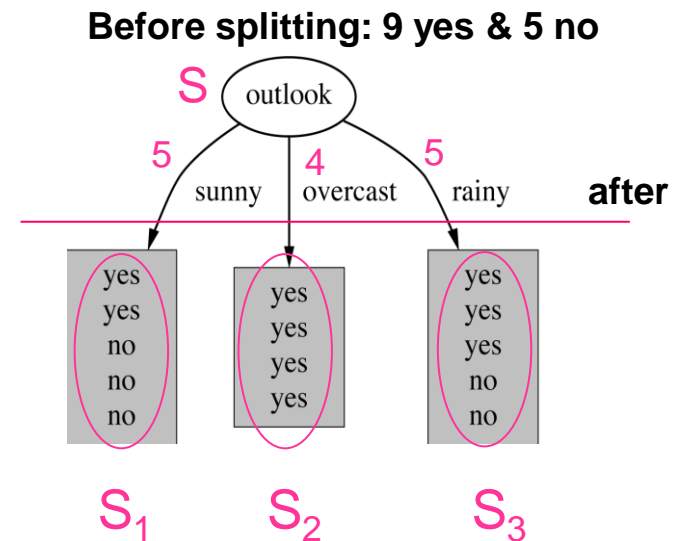 Before splitting: 9 yes & 5 no
S
outlook
5
4
5
sunny
overcast
rainy
after
yes
yes
no
no
no
yes
yes
yes
yes
yes
yes
yes
no
no
S₁
S₂
S₃